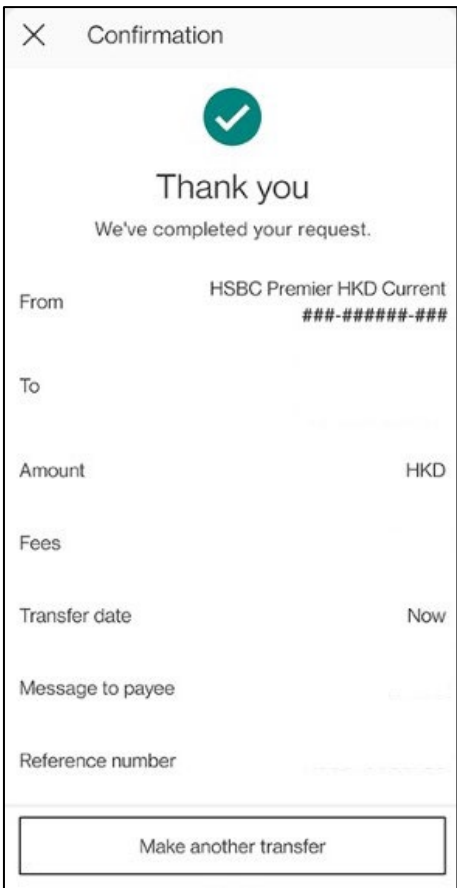 Confirmation
Thank you
We've completed your request.
From
HSBC Premier HKD Current
###-######-###
To
Amount HKD
Fees
Transfer date Now
Message to payee
Reference number
Make another transfer